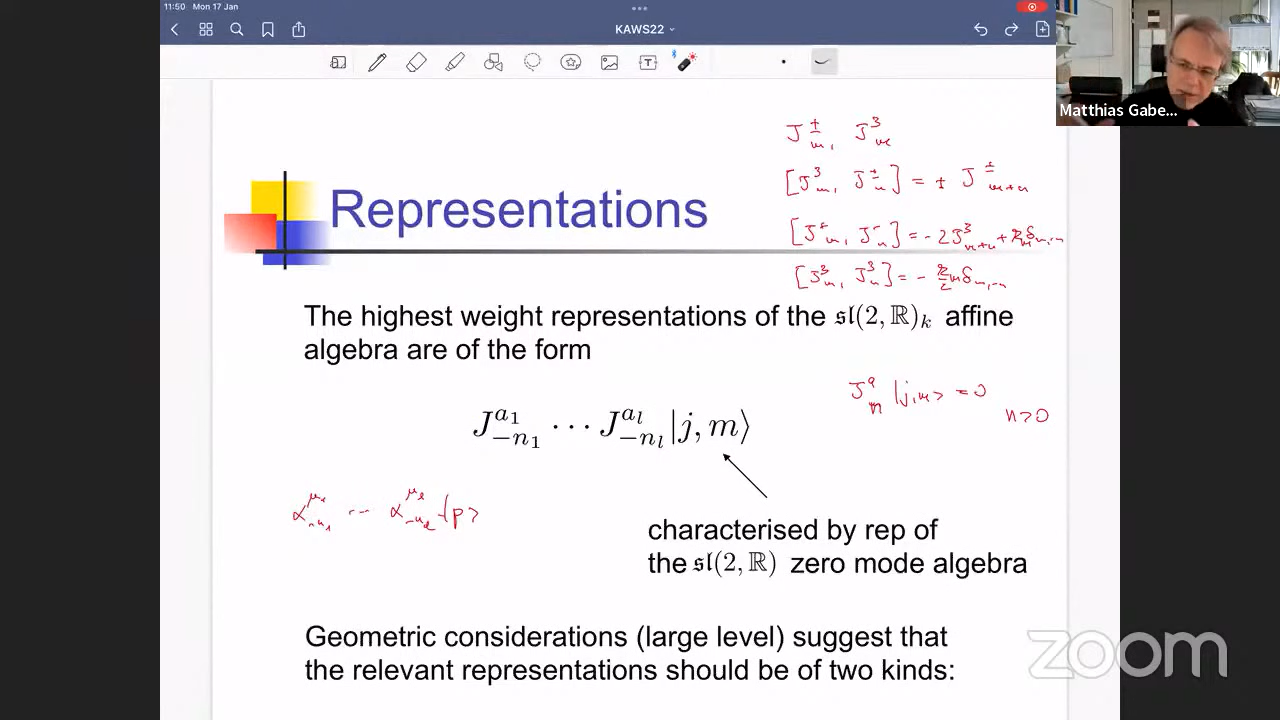 11:50 Mon 17 Jan
KAWS22
Matthias Gabe...
J^±_m, J^3_m
[J^3_m, J^±_n] = ± J^±_{m+n}
Representations
[J^+_m, J^-_n] = -2J^3_{m+n} + k m δ_{m,-n}
[J^3_m, J^3_n] = - k/2 m δ_{m,-n}
The highest weight representations of the 𝔰𝔩(2,ℝ)_k affine
algebra are of the form
J^a_n |j,m> = 0
n>0
J^{a_1}_{-n_1} ··· J^{a_l}_{-n_l} |j, m⟩
α^{μ_1}_{-n_1} ··· α^{μ_l}_{-n_l} |p>
characterised by rep of
the 𝔰𝔩(2,ℝ) zero mode algebra
Geometric considerations (large level) suggest that
the relevant representations should be of two kinds:
zoom